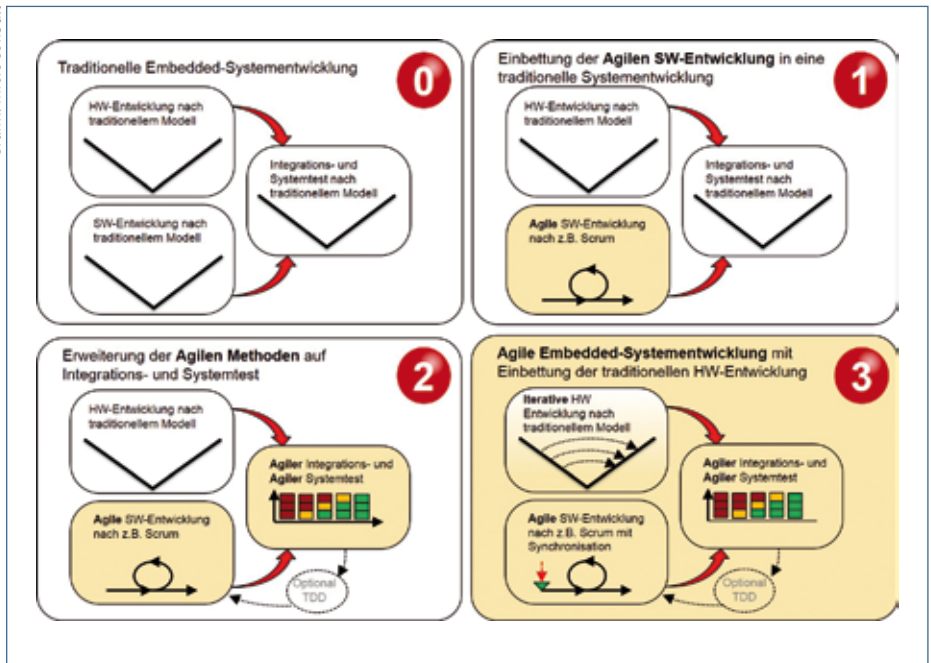 Traditionelle Embedded-Systementwicklung
0
HW-Entwicklung nach
traditionellem Modell
Integrations- und
Systemtest nach
traditionellem Modell
SW-Entwicklung nach
traditionellem Modell
Einbettung der Agilen SW-Entwicklung in eine
traditionelle Systementwicklung
1
HW-Entwicklung nach
traditionellem Modell
Integrations- und
Systemtest nach
traditionellem Modell
Agile SW-Entwicklung
nach z.B. Scrum
Erweiterung der Agilen Methoden auf
Integrations- und Systemtest
2
HW-Entwicklung nach
traditionellem Modell
Agiler Integrations- und
Agiler Systemtest
Agile SW-Entwicklung
nach z.B. Scrum
Optional
TDD
Agile Embedded-Systementwicklung mit
Einbettung der traditionellen HW-Entwicklung
3
Iterative HW
Entwicklung nach
traditionellem Modell
Agiler Integrations- und
Agiler Systemtest
Agile SW-Entwicklung
nach z.B. Scrum mit
Synchronisation
Optional
TDD